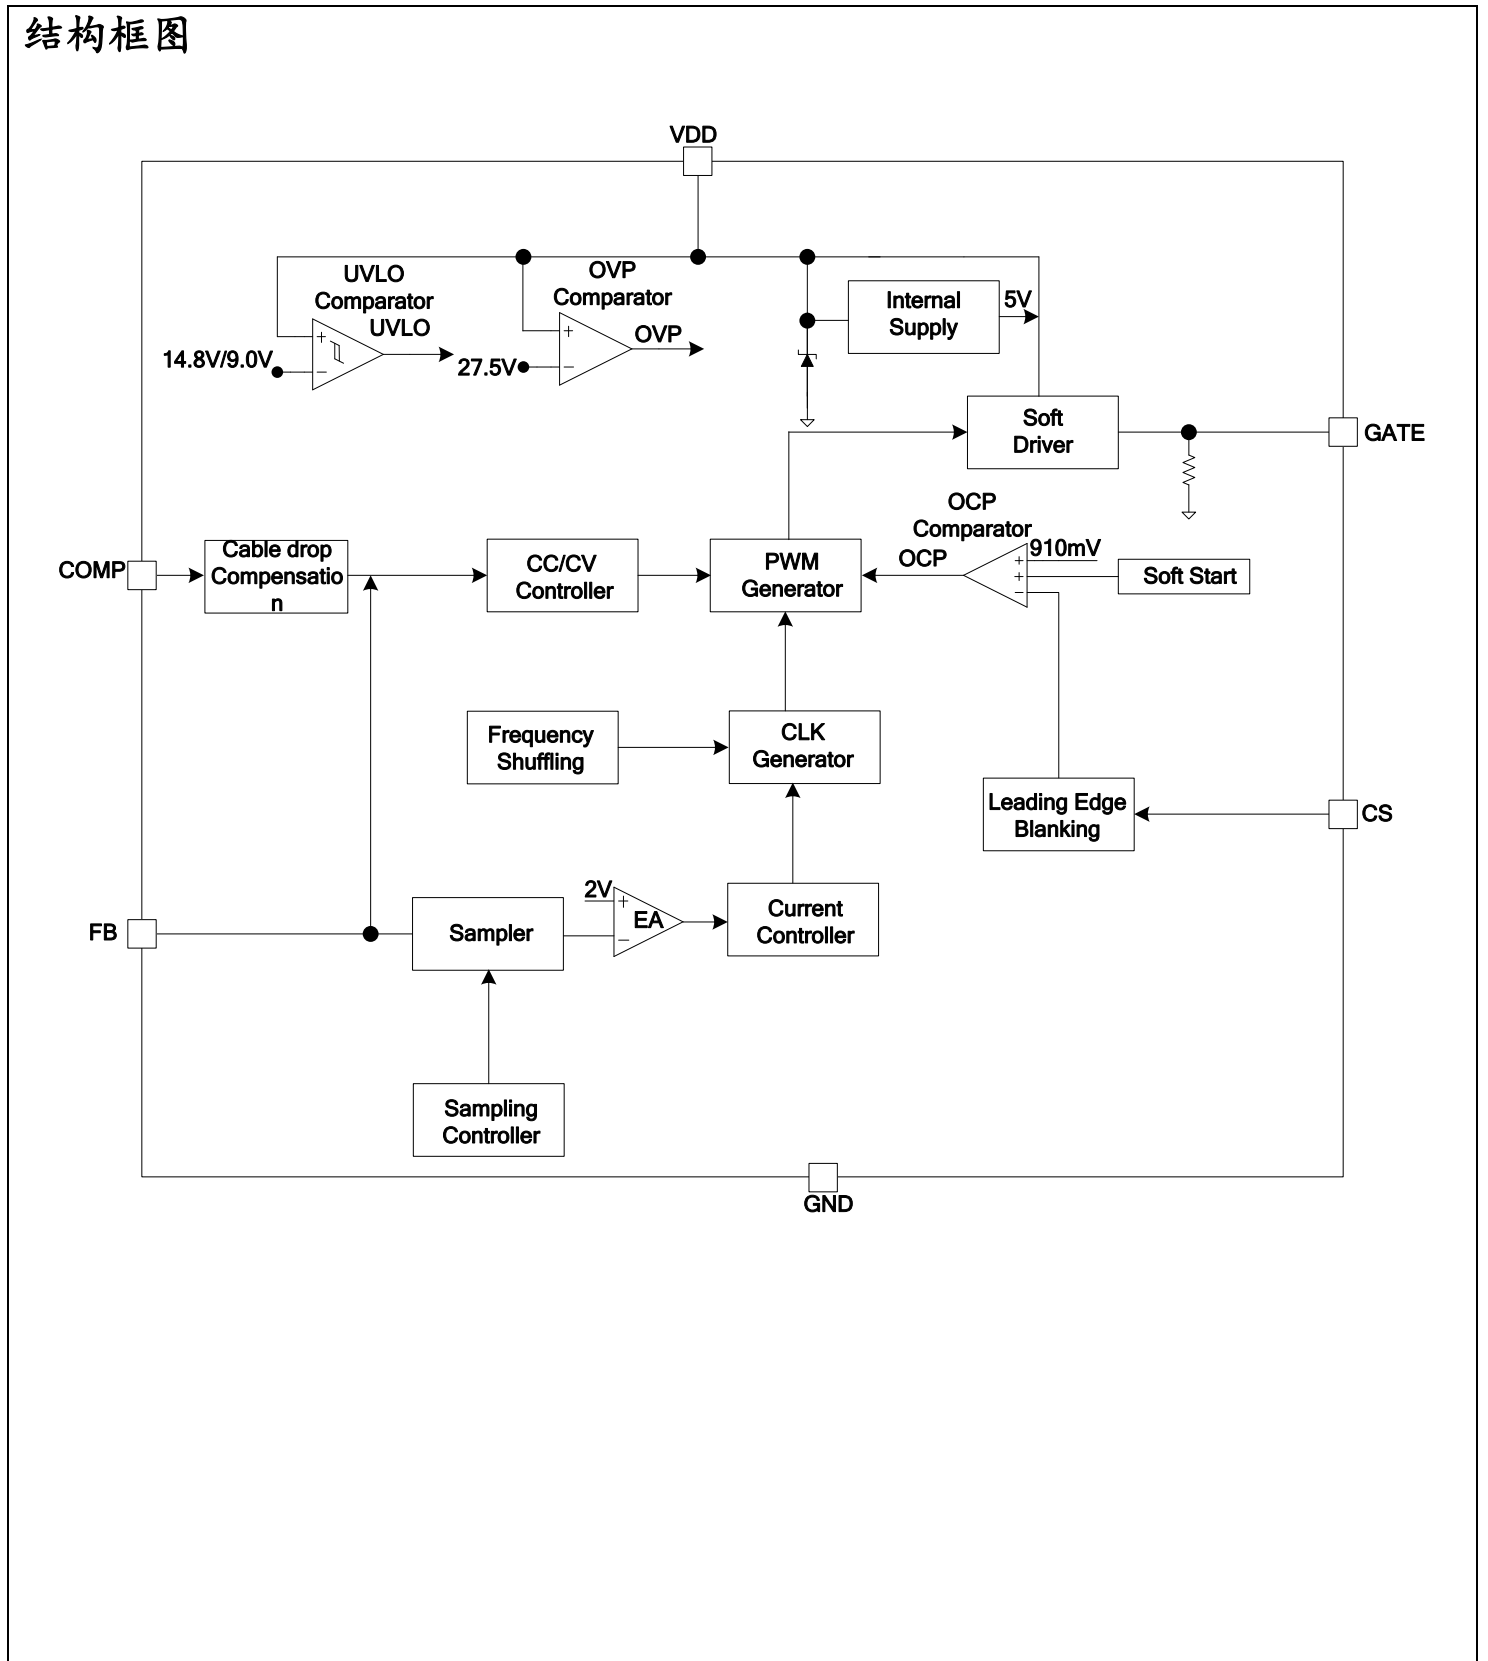 结构框图
VDD
UVLO
Comparator
UVLO
14.8V/9.0V
OVP
Comparator
OVP
27.5V
Internal
Supply
5V
Soft
Driver
GATE
COMP
Cable drop
Compensatio
n
CC/CV
Controller
PWM
Generator
OCP
Comparator
OCP
910mV
Soft Start
Frequency
Shuffling
CLK
Generator
Leading Edge
Blanking
CS
FB
Sampler
2V
EA
Current
Controller
Sampling
Controller
GND